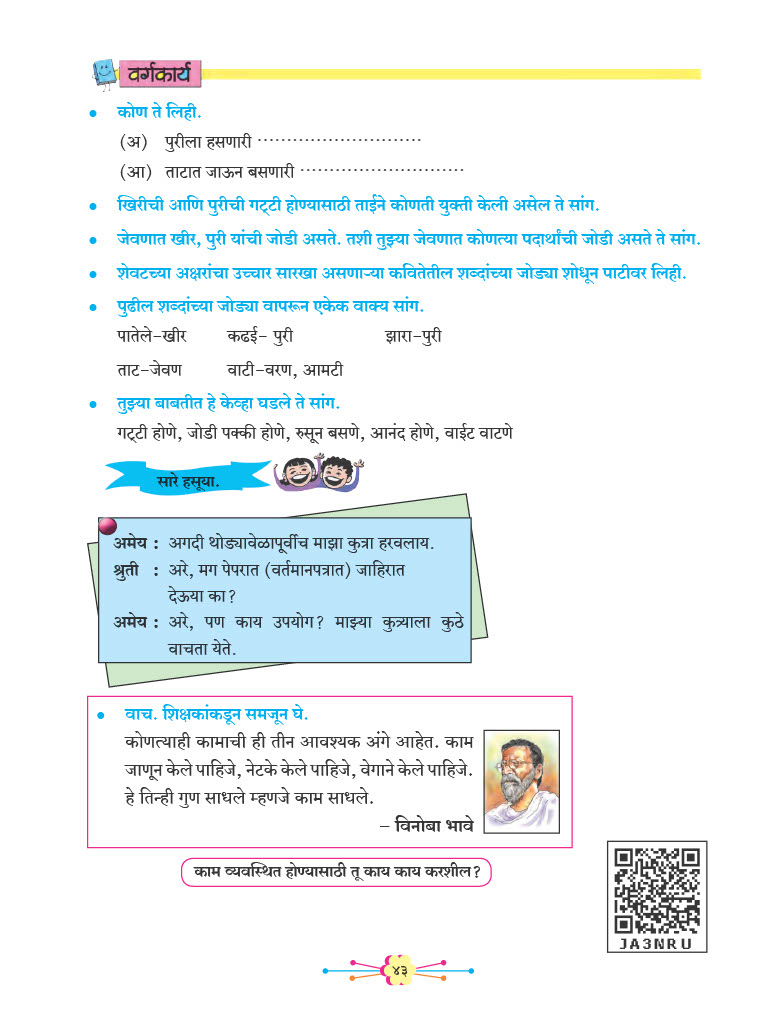 वर्गकार्य
• कोण ते लिही.
(अ) पुरीला हसणारी ............................
(आ) ताटात जाऊन बसणारी ............................
• खिरीची आणि पुरीची गट्टी होण्यासाठी ताईने कोणती युक्ती केली असेल ते सांग.
• जेवणात खीर, पुरी यांची जोडी असते. तशी तुझ्या जेवणात कोणत्या पदार्थांची जोडी असते ते सांग.
• शेवटच्या अक्षरांचा उच्चार सारखा असणाऱ्या कवितेतील शब्दांच्या जोड्या शोधून पाटीवर लिही.
• पुढील शब्दांच्या जोड्या वापरून एकेक वाक्य सांग.
पातेले-खीर कढई- पुरी झारा-पुरी
ताट-जेवण वाटी-वरण, आमटी
• तुझ्या बाबतीत हे केव्हा घडले ते सांग.
गट्टी होणे, जोडी पक्की होणे, रुसून बसणे, आनंद होणे, वाईट वाटणे
सारे हसूया.
अमेय : अगदी थोड्यावेळापूर्वीच माझा कुत्रा हरवलाय.
श्रुती : अरे, मग पेपरात (वर्तमानपत्रात) जाहिरात
देऊया का?
अमेय : अरे, पण काय उपयोग? माझ्या कुत्र्याला कुठे
वाचता येते.
• वाच. शिक्षकांकडून समजून घे.
कोणत्याही कामाची ही तीन आवश्यक अंगे आहेत. काम
जाणून केले पाहिजे, नेटके केले पाहिजे, वेगाने केले पाहिजे.
हे तिन्ही गुण साधले म्हणजे काम साधले.
– विनोबा भावे
काम व्यवस्थित होण्यासाठी तू काय काय करशील?
JA3NRU
४३